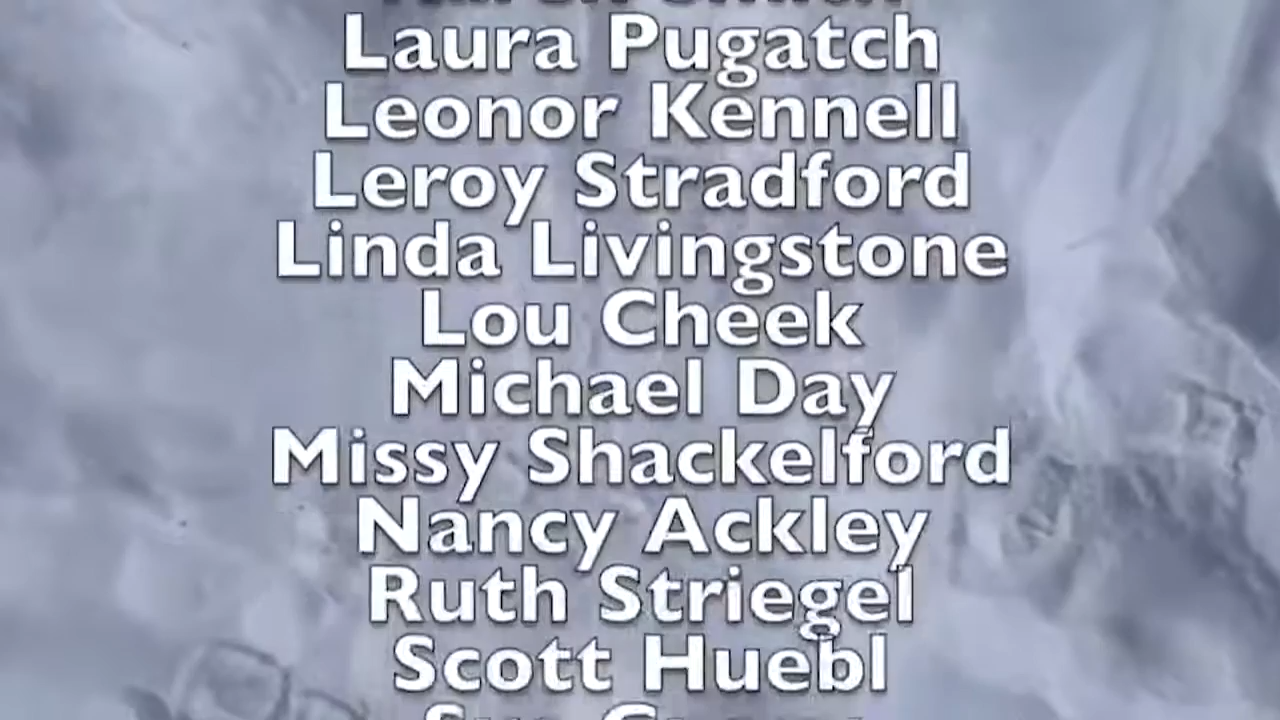 Laura Pugatch
Leonor Kennell
Leroy Stradford
Linda Livingstone
Lou Cheek
Michael Day
Missy Shackelford
Nancy Ackley
Ruth Striegel
Scott Huebl